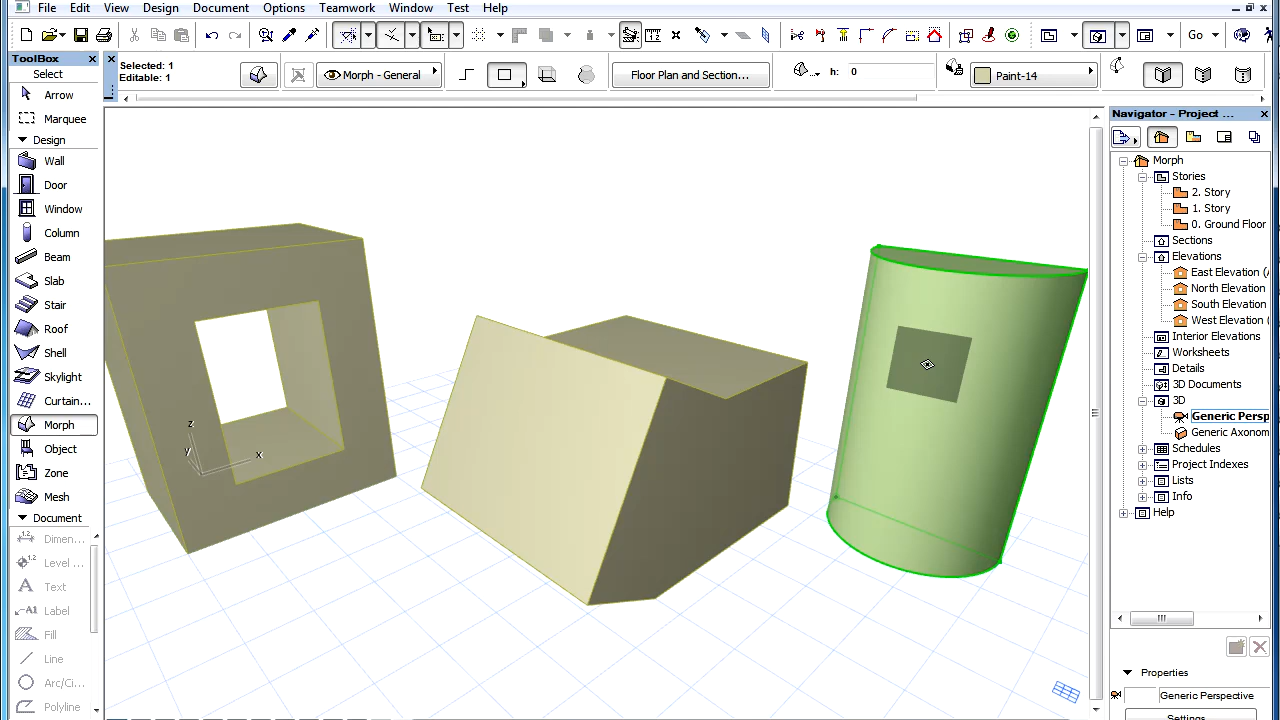 File Edit View Design Document Options Teamwork Window Test Help
ToolBox
Select
Arrow
Marquee
Design
Wall
Door
Window
Column
Beam
Slab
Stair
Roof
Shell
Skylight
Curtain...
Morph
Object
Zone
Mesh
Document
Dimen...
Level ...
Text
Label
Fill
Line
Arc/Ci...
Polyline
Go
Selected: 1
Editable: 1
Morph - General
Floor Plan and Section...
h: 0
Paint-14
z
y
x
Navigator - Project ...
Morph
Stories
2. Story
1. Story
0. Ground Floor
Sections
Elevations
East Elevation (A
North Elevation
South Elevation
West Elevation (
Interior Elevations
Worksheets
Details
3D Documents
3D
Generic Persp
Generic Axonom
Schedules
Project Indexes
Lists
Info
Help
Properties
Generic Perspective
Settings...